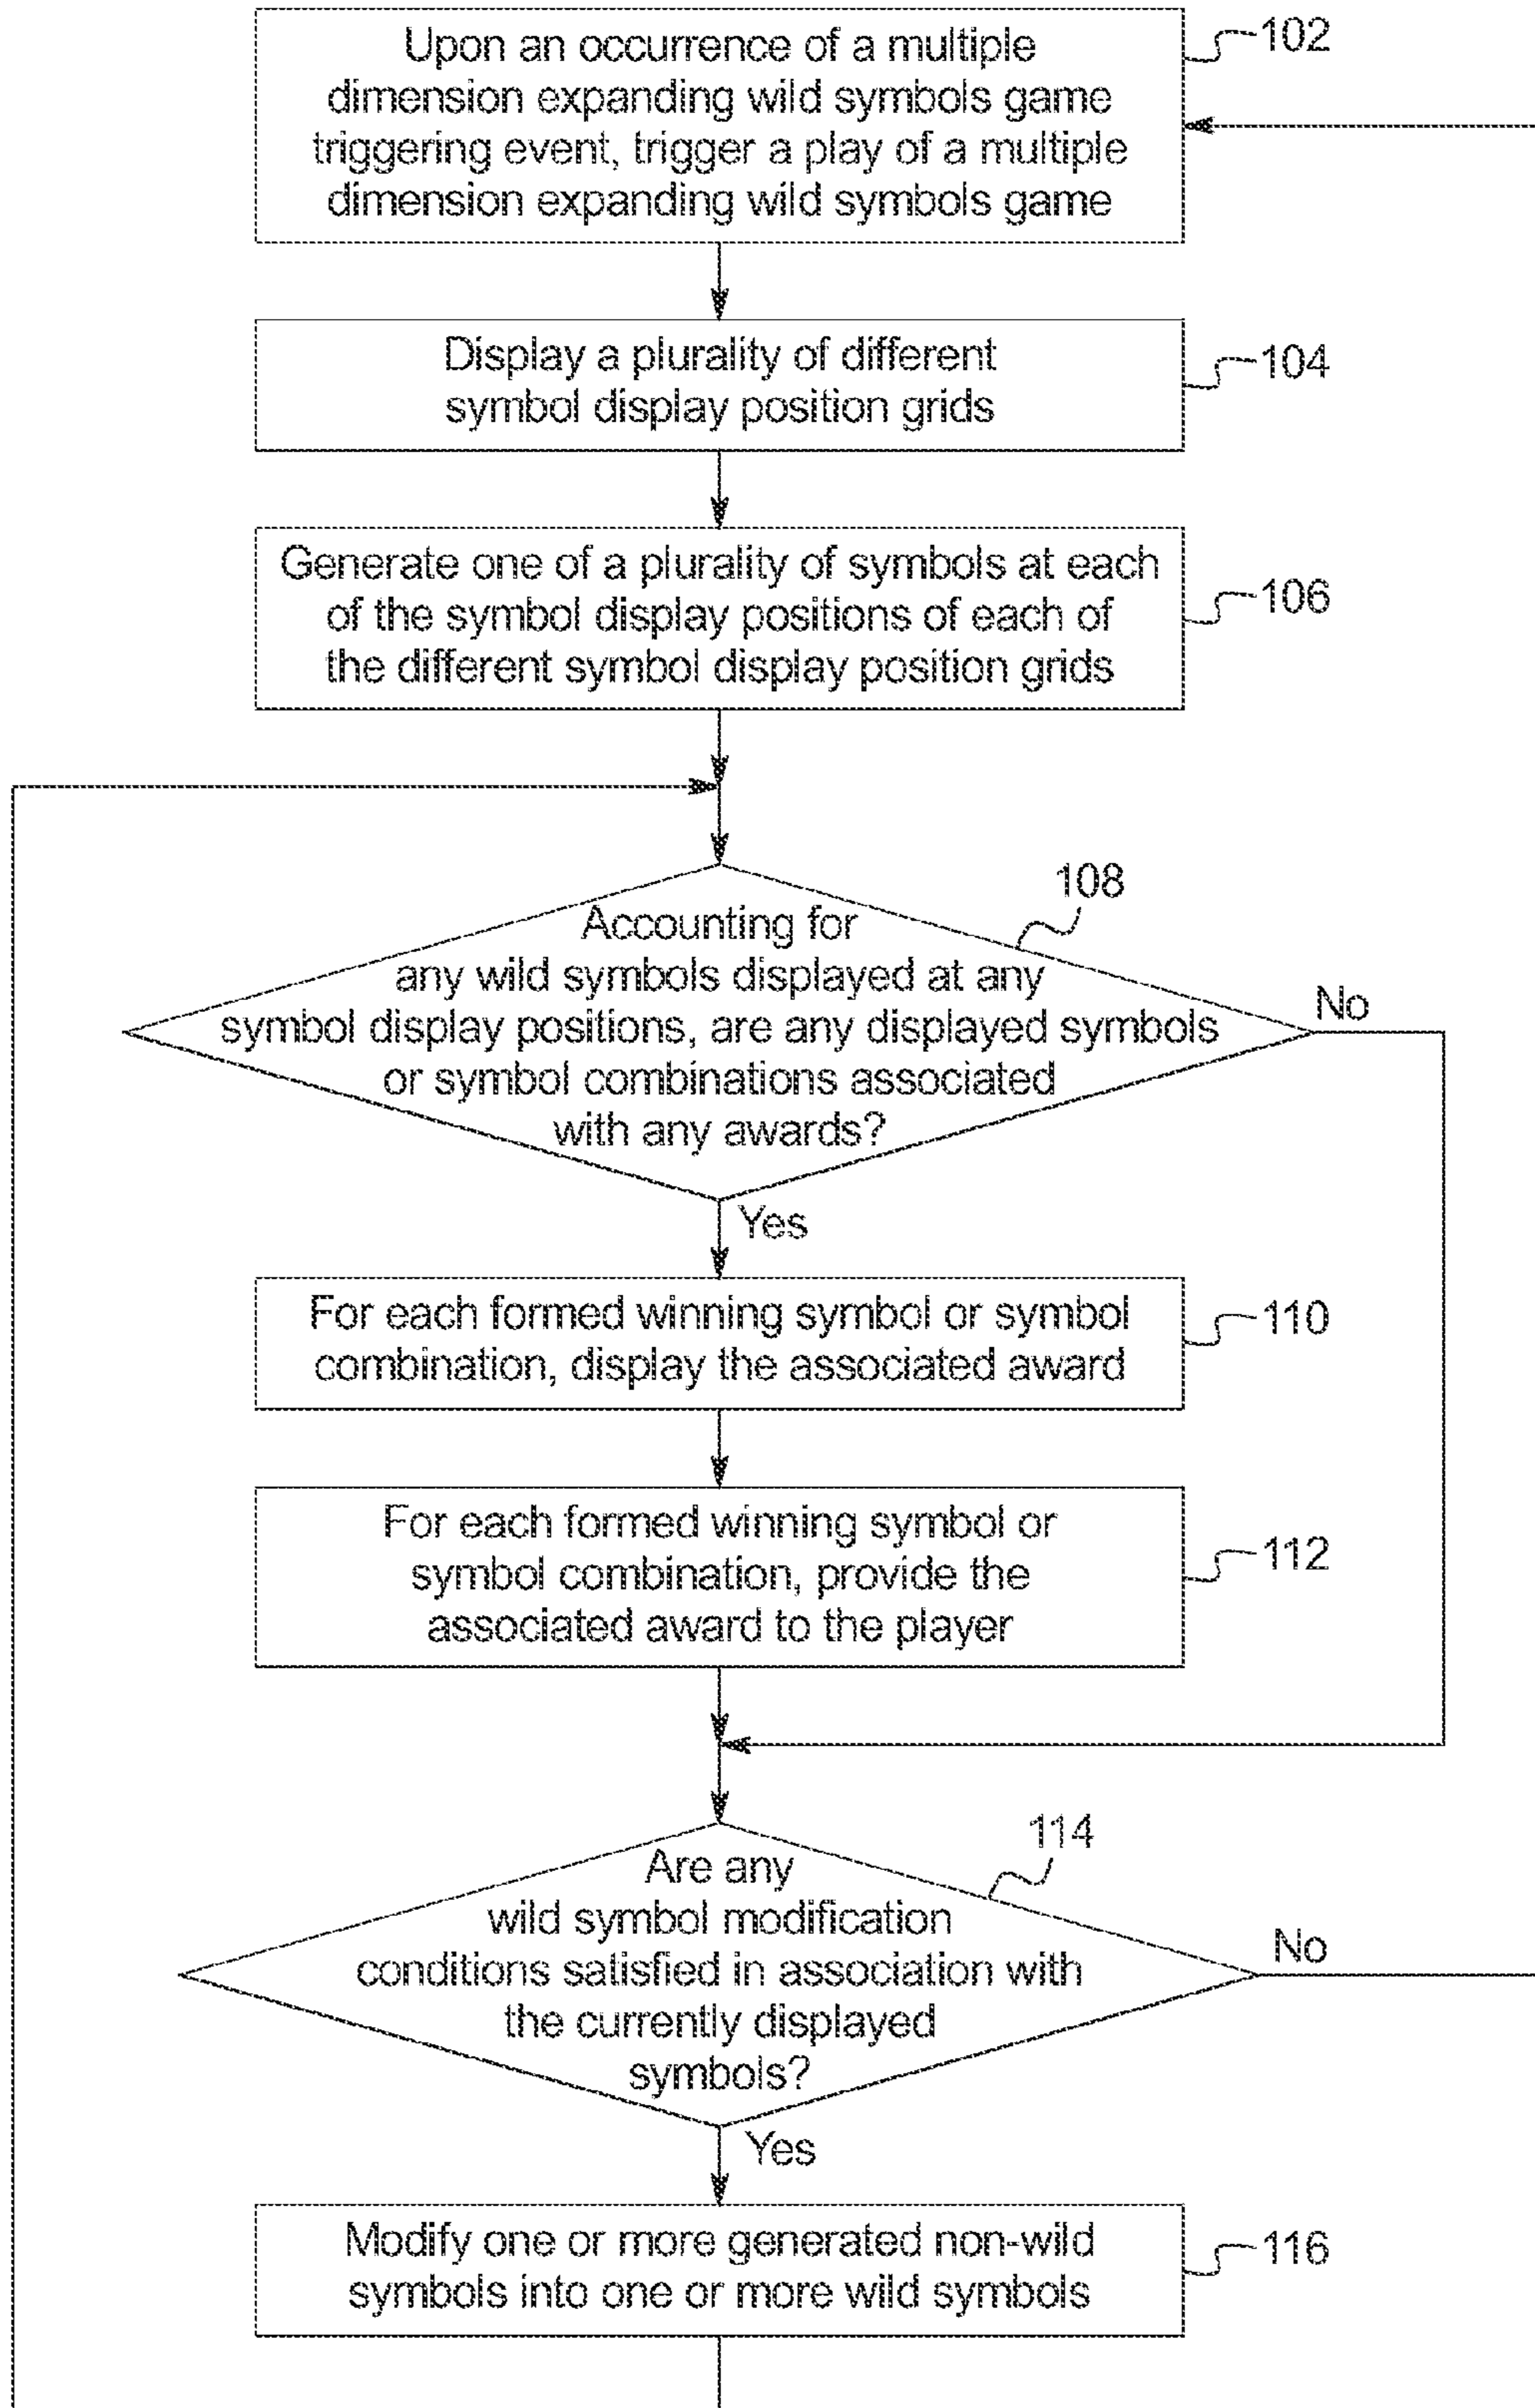 Upon an occurrence of a multiple
dimension expanding wild symbols game
triggering event, trigger a play of a multiple
dimension expanding wild symbols game
102
Display a plurality of different
symbol display position grids
104
Generate one of a plurality of symbols at each
of the symbol display positions of each of
the different symbol display position grids
106
108
Accounting for
any wild symbols displayed at any
symbol display positions, are any displayed symbols
or symbol combinations associated
with any awards?
No
Yes
For each formed winning symbol or symbol
combination, display the associated award
110
For each formed winning symbol or
symbol combination, provide the
associated award to the player
112
114
Are any
wild symbol modification
conditions satisfied in association with
the currently displayed
symbols?
No
Yes
Modify one or more generated non-wild
symbols into one or more wild symbols
116